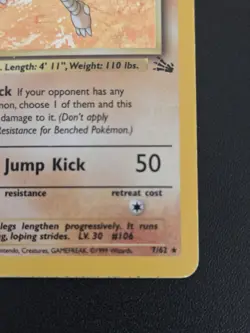 . Length: 4' 11", Weight: 110 lbs.
ck If your opponent has any
mon, choose 1 of them and this
damage to it. (Don't apply
Resistance for Benched Pokémon.)
Jump Kick 50
resistance retreat cost
legs lengthen progressively. It runs
ng, loping strides. LV. 30 #106
intendo, Creatures, GAMEFREAK. ©1999 Wizards. 7/62 ★